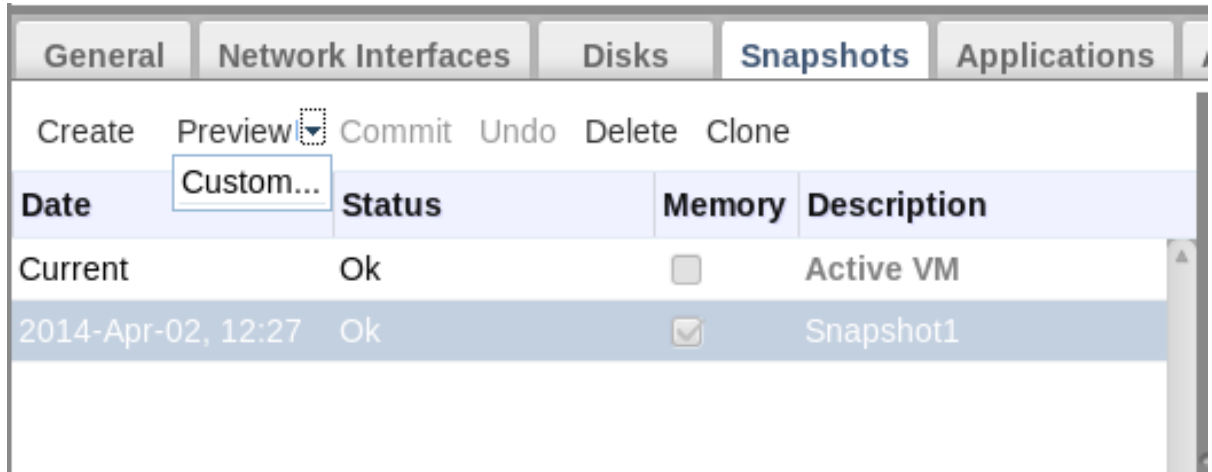 General Network Interfaces Disks Snapshots Applications
Create Preview Commit Undo Delete Clone
Custom...
Date Status Memory Description
Current Ok Active VM
2014-Apr-02, 12:27 Ok Snapshot1